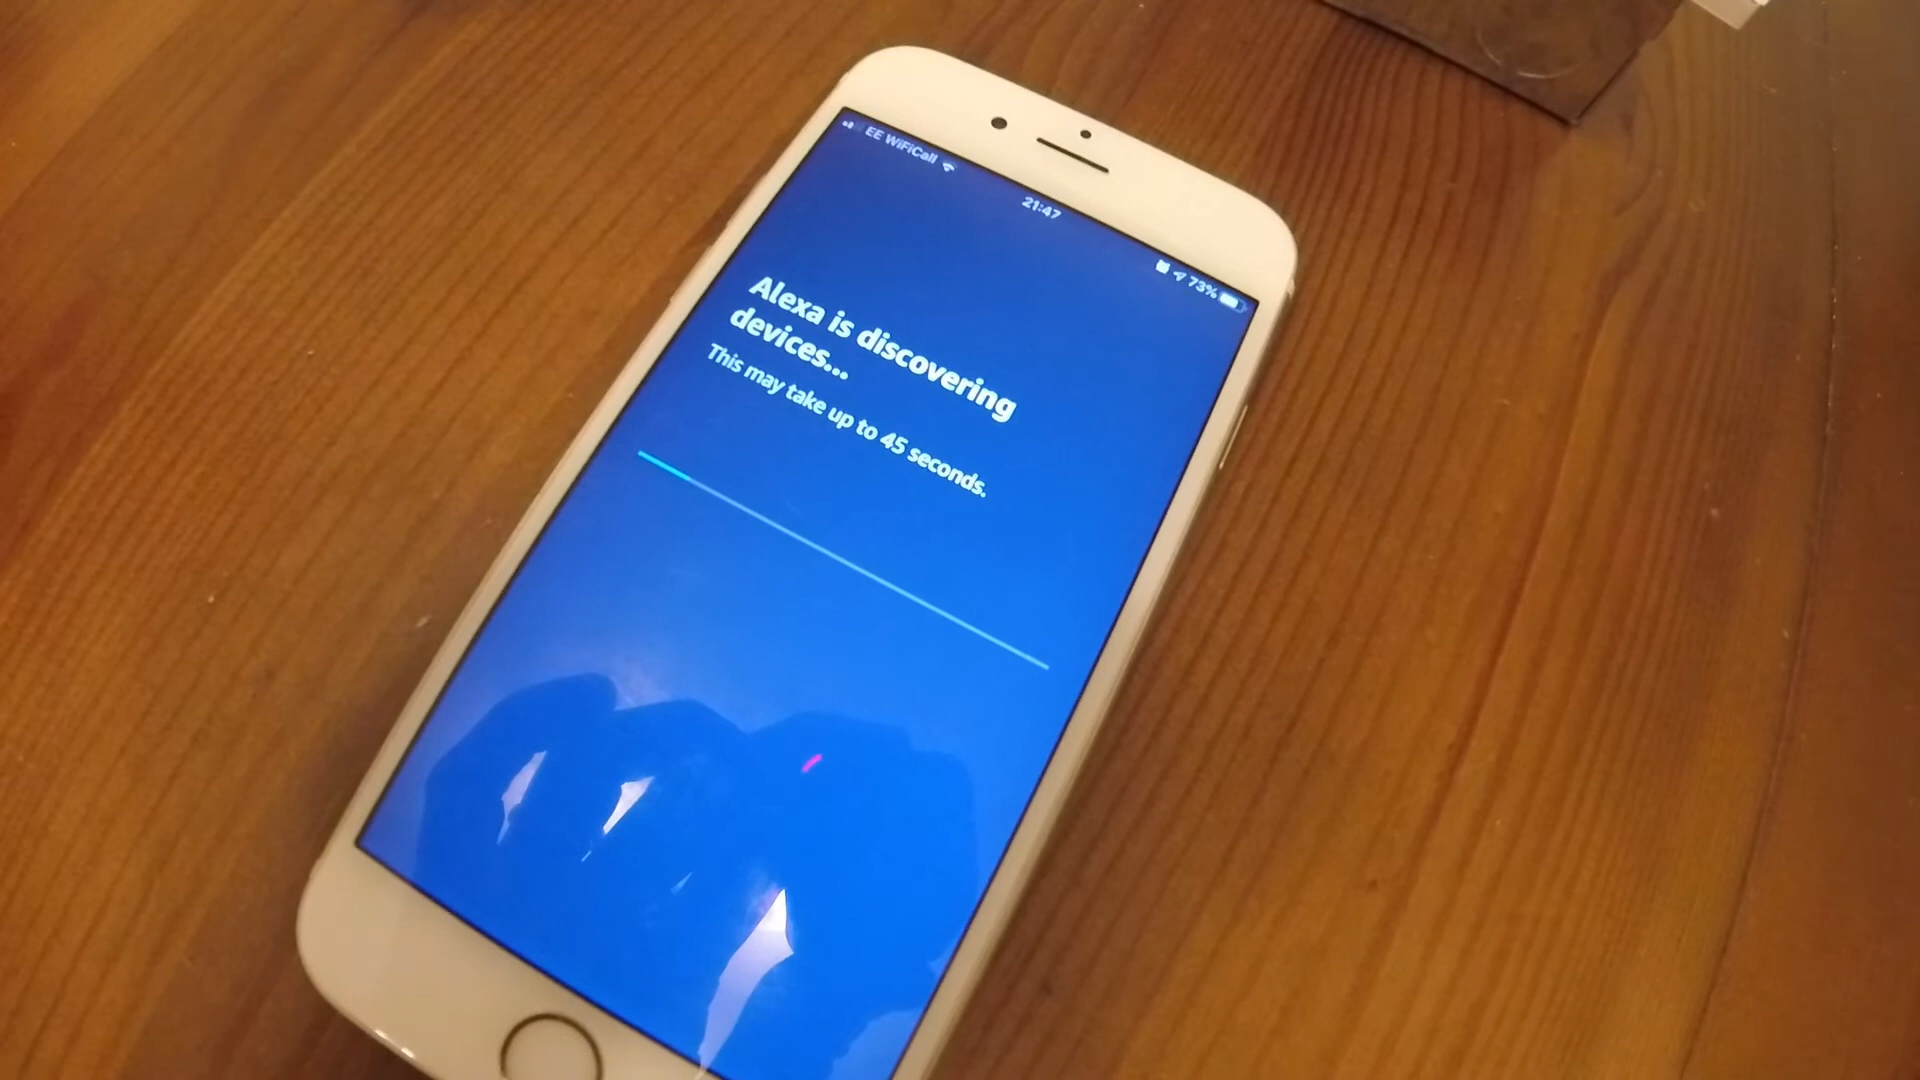 EE WiFiCall
21:47
73%
Alexa is discovering
devices...
This may take up to 45 seconds.